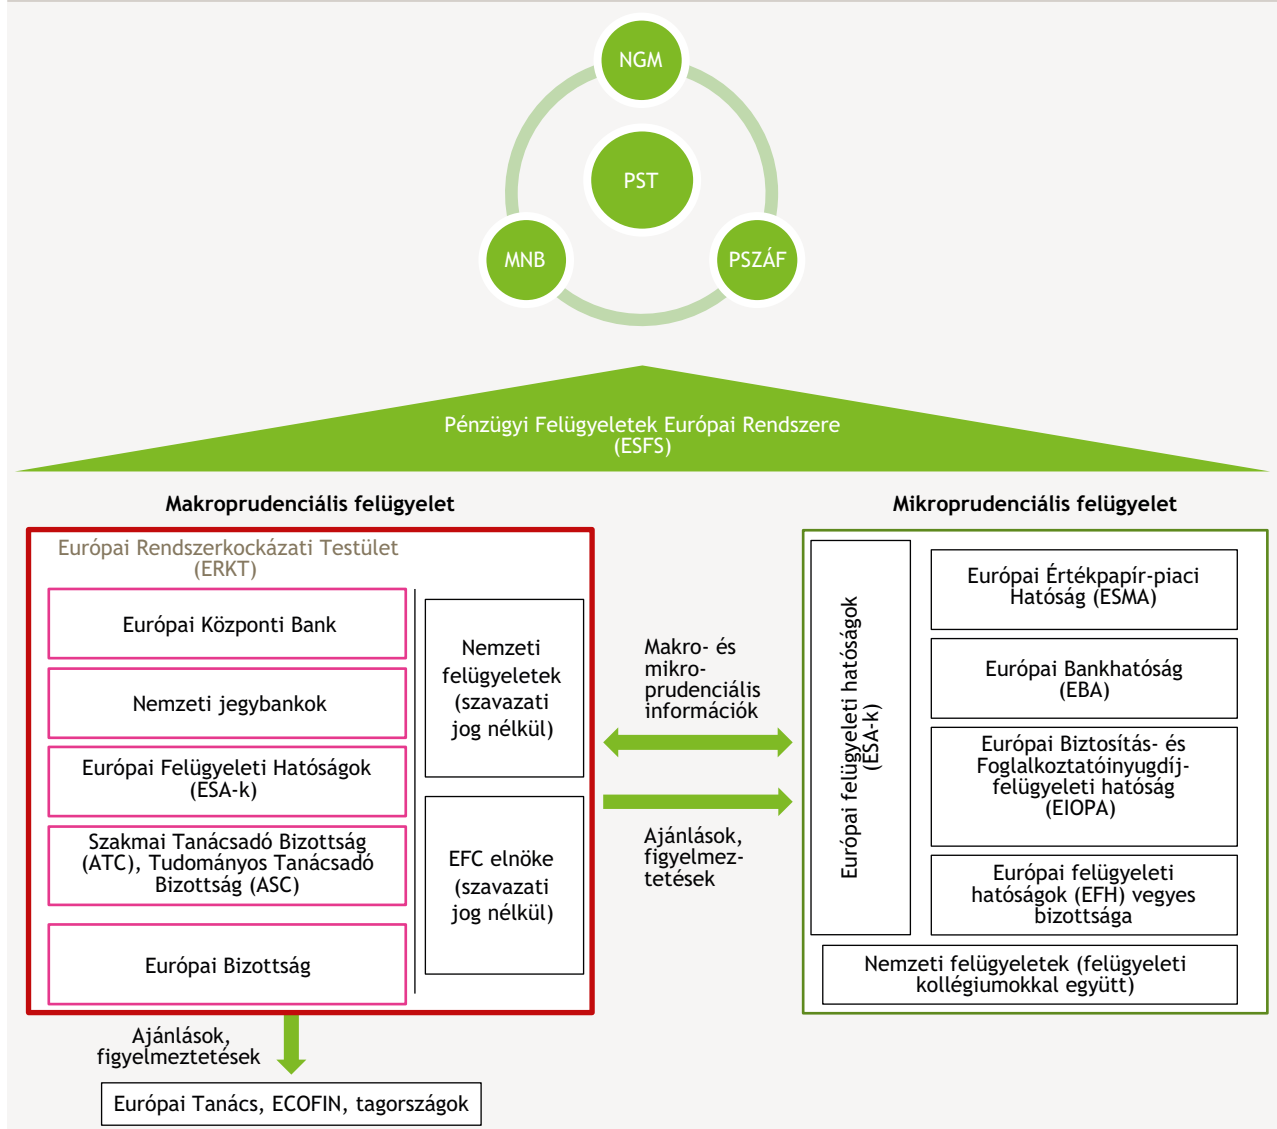 NGM
PST
MNB
PSZÁF
Pénzügyi Felügyeletek Európai Rendszere
(ESFS)
Makroprudenciális felügyelet
Európai Rendszerkockázati Testület
(ERKT)
Európai Központi Bank
Nemzeti jegybankok
Európai Felügyeleti Hatóságok
(ESA-k)
Szakmai Tanácsadó Bizottság
(ATC), Tudományos Tanácsadó
Bizottság (ASC)
Európai Bizottság
Nemzeti
felügyeletek
(szavazati
jog nélkül)
EFC elnöke
(szavazati
jog nélkül)
Makro- és
mikro-
prudenciális
információk
Ajánlások,
figyelmez-
tetések
Mikroprudenciális felügyelet
Európai felügyeleti hatóságok
(ESA-k)
Európai Értékpapír-piaci
Hatóság (ESMA)
Európai Bankhatóság
(EBA)
Európai Biztosítás- és
Foglalkoztatóinyugdíj-
felügyeleti hatóság
(EIOPA)
Európai felügyeleti
hatóságok (EFH) vegyes
bizottsága
Nemzeti felügyeletek (felügyeleti
kollégiumokkal együtt)
Ajánlások,
figyelmeztetések
Európai Tanács, ECOFIN, tagországok